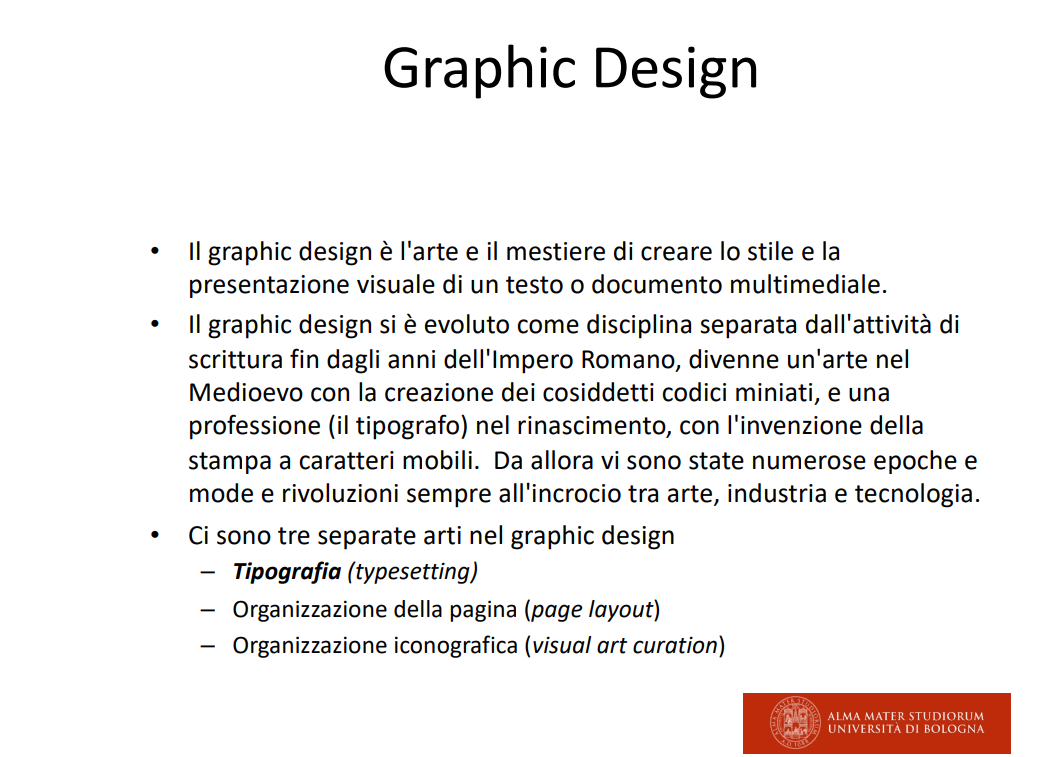 Graphic Design
• Il graphic design è l'arte e il mestiere di creare lo stile e la
presentazione visuale di un testo o documento multimediale.
• Il graphic design si è evoluto come disciplina separata dall'attività di
scrittura fin dagli anni dell'Impero Romano, divenne un'arte nel
Medioevo con la creazione dei cosiddetti codici miniati, e una
professione (il tipografo) nel rinascimento, con l'invenzione della
stampa a caratteri mobili.  Da allora vi sono state numerose epoche e
mode e rivoluzioni sempre all'incrocio tra arte, industria e tecnologia.
• Ci sono tre separate arti nel graphic design
– Tipografia (typesetting)
– Organizzazione della pagina (page layout)
– Organizzazione iconografica (visual art curation)
ALMA MATER STUDIORUM
UNIVERSITÀ DI BOLOGNA